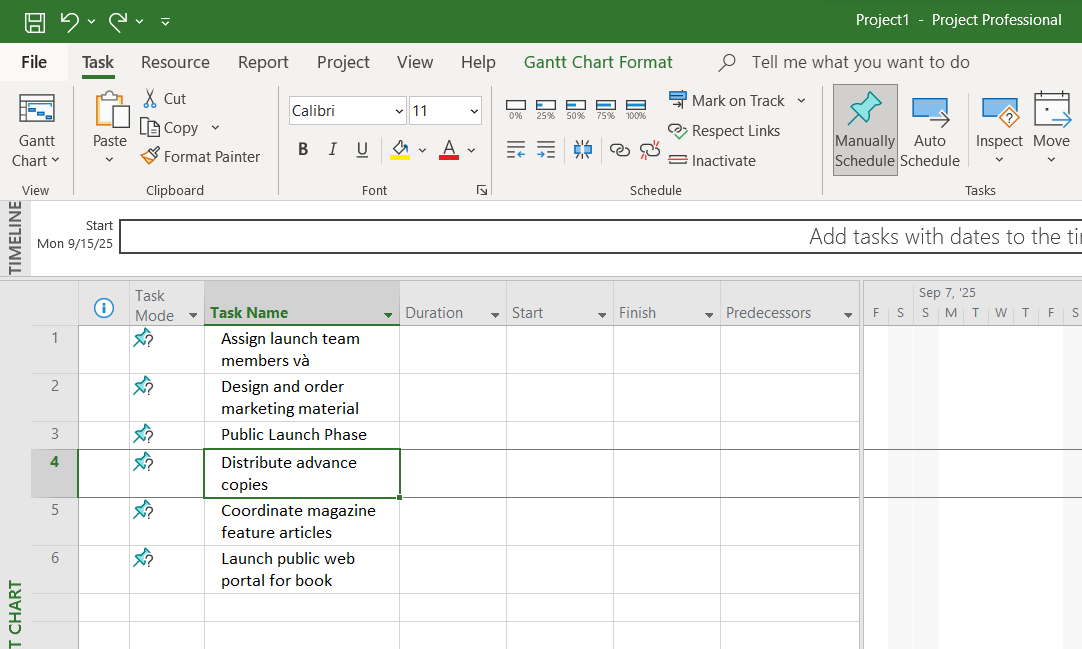 Project1 - Project Professional
File Task Resource Report Project View Help Gantt Chart Format Tell me what you want to do
Gantt
Chart
View
Paste
Cut
Copy
Format Painter
Clipboard
Calibri 11
B I U A
Font
0% 25% 50% 75% 100%
Mark on Track
Respect Links
Inactivate
Schedule
Manually
Schedule
Auto
Schedule
Inspect
Move
Tasks
TIMELINE
Start
Mon 9/15/25
Add tasks with dates to the
Task
Mode
Task Name
Duration
Start
Finish
Predecessors
Sep 7, '25
F S S M T W T F S
1 Assign launch team
members và
2 Design and order
marketing material
3 Public Launch Phase
4 Distribute advance
copies
5 Coordinate magazine
feature articles
6 Launch public web
portal for book
T CHART